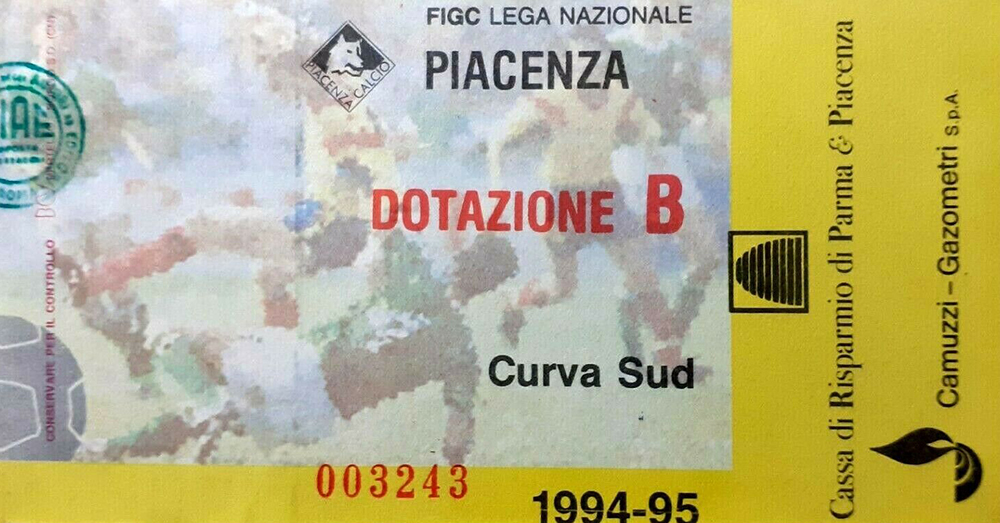 FIGC LEGA NAZIONALE
PIACENZA
PIACENZA CALCIO
DOTAZIONE B
Curva Sud
003243
1994-95
CONSERVARE PER IL CONTROLLO
Cassa di Risparmio di Parma & Piacenza
Camuzzi – Gazometri S.p.A.